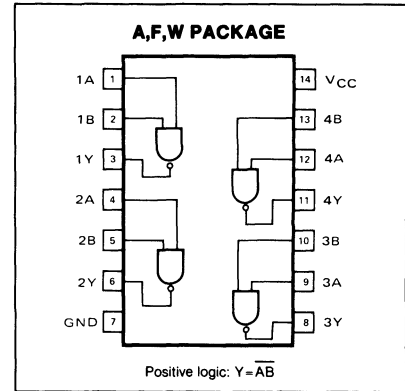 A,F,W PACKAGE
1A 1 14 VCC
1B 2 13 4B
1Y 3 12 4A
2A 4 11 4Y
2B 5 10 3B
2Y 6 9 3A
GND 7 8 3Y
Positive logic: Y=A̅B̅